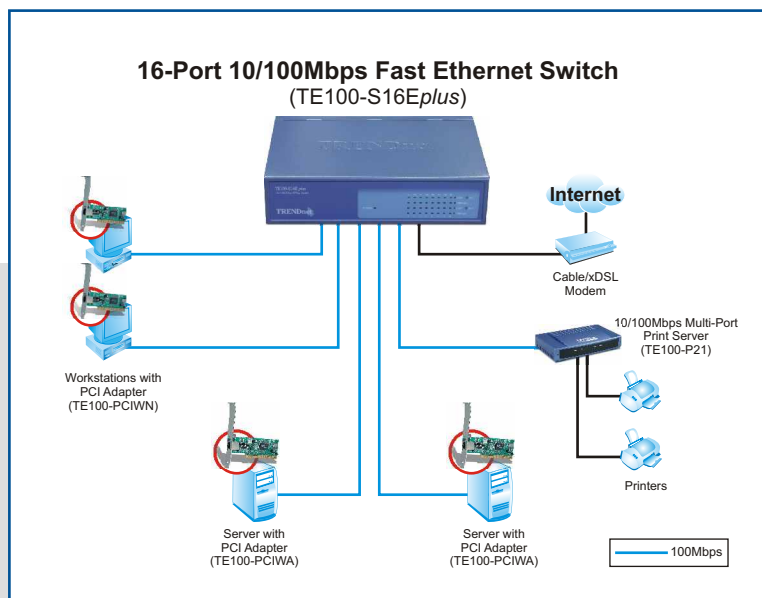 16-Port 10/100Mbps Fast Ethernet Switch
(TE100-S16Eplus)
TRENDnet
TRENDnet
Internet
Cable/xDSL
Modem
10/100Mbps Multi-Port
Print Server
(TE100-P21)
Workstations with
PCI Adapter
(TE100-PCIWN)
Printers
Server with
PCI Adapter
(TE100-PCIWA)
Server with
PCI Adapter
(TE100-PCIWA)
100Mbps